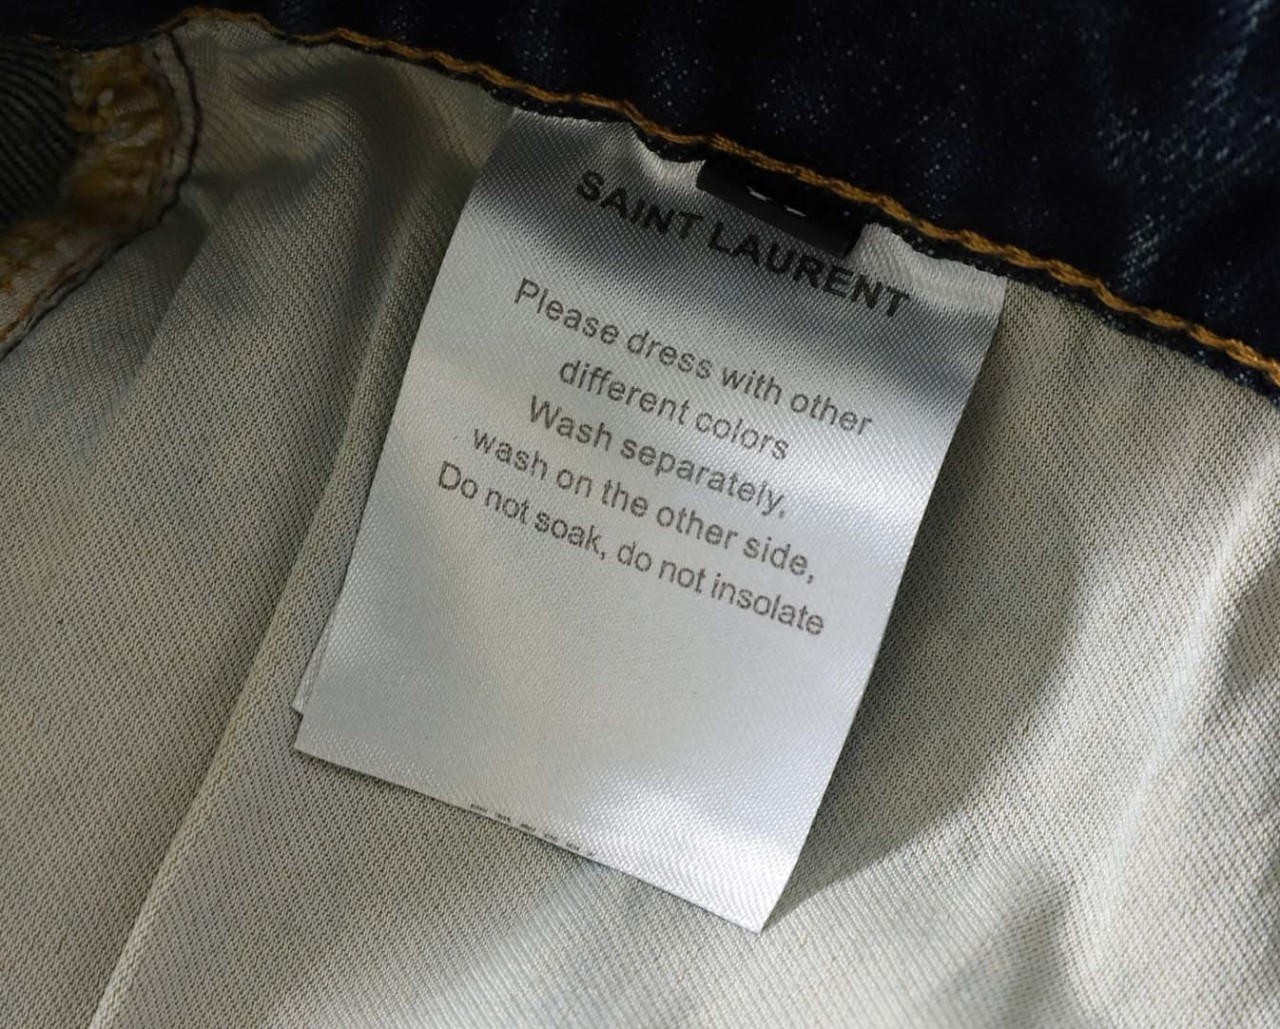 SAINT LAURENT
Please dress with other
different colors
Wash separately,
wash on the other side,
Do not soak, do not insolate